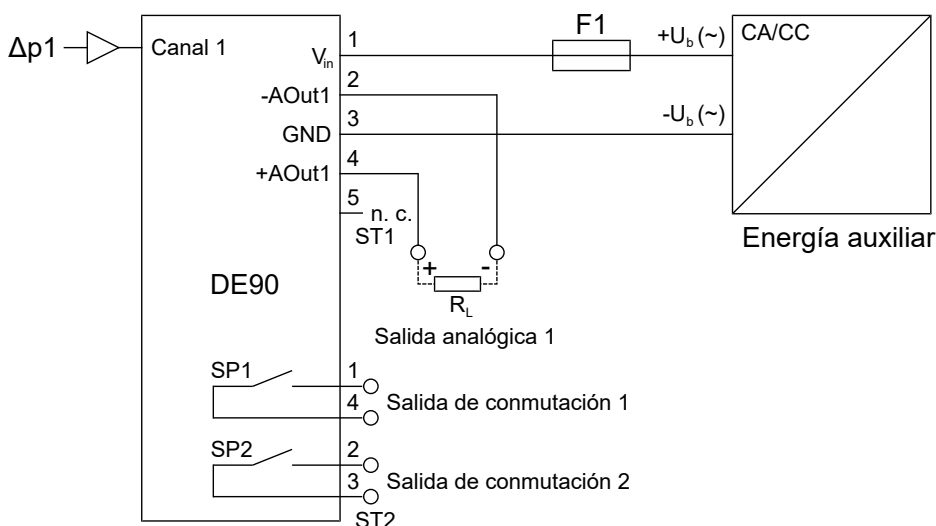 Δp1
Canal 1
1
V_in
F1
+U_b (~)
CA/CC
2
-AOut1
3
GND
-U_b (~)
4
+AOut1
5
n. c.
ST1
Energía auxiliar
+
-
DE90
R_L
Salida analógica 1
SP1
1
Salida de conmutación 1
4
SP2
2
Salida de conmutación 2
3
ST2